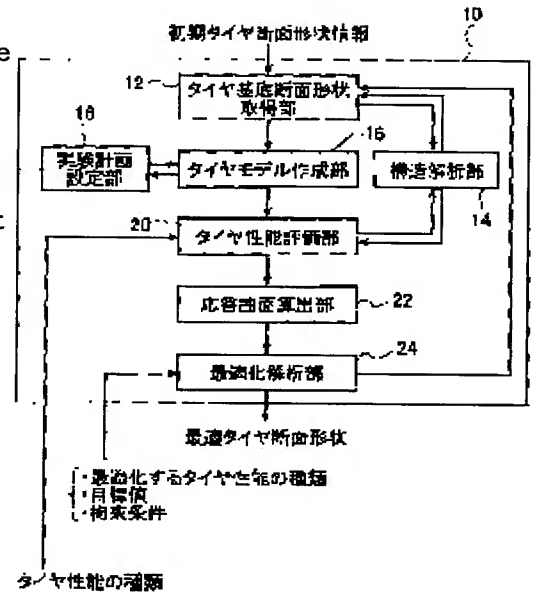 初期タイヤ断面形状情報
10
e
12
タイヤ基底断面形状
取得部
18
16
実験計画
設定部
タイヤモデル作成部
構造解析部
14
t
20
タイヤ性能評価部
応答曲面算出部
22
24
最適化解析部
最適タイヤ断面形状
・最適化するタイヤ性能の種類
・目標値
・拘束条件
タイヤ性能の種類